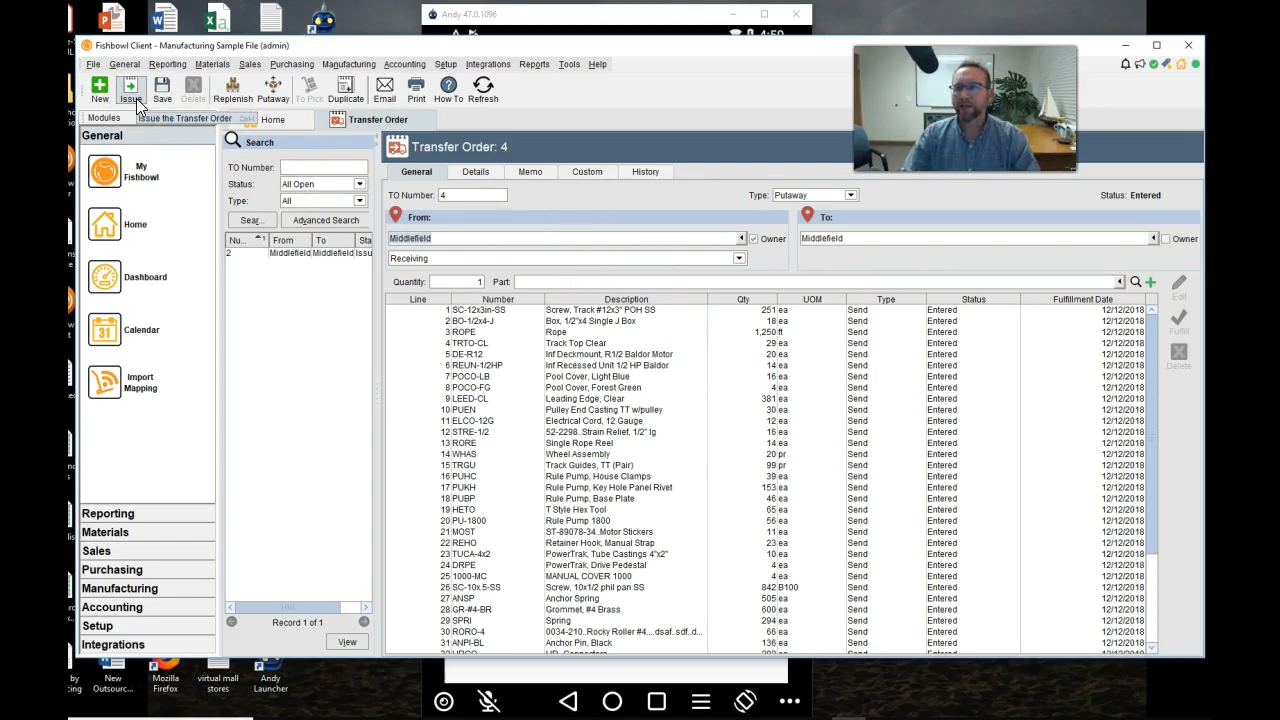 Andy 47.0.1096
4:50
Fishbowl Client - Manufacturing Sample File (admin)
File General Reporting Materials Sales Purchasing Manufacturing Accounting Setup Integrations Reports Tools Help
New Issue Save Delete Replenish Putaway To Pick Duplicate Email Print How To Refresh
Modules
Issue the Transfer Order Ctrl-I
Home
Transfer Order
General
My Fishbowl
Home
Dashboard
Calendar
31
Import Mapping
Reporting
Materials
Sales
Purchasing
Manufacturing
Accounting
Setup
Integrations
Search
TO Number:
Status: All Open
Type: All
Sear... Advanced Search
Nu... 1 From To Sta
2 Middlefield Middlefield Issu
Record 1 of 1
View
Transfer Order: 4
General Details Memo Custom History
TO Number: 4 Type: Putaway Status: Entered
From: To:
Middlefield Owner Middlefield Owner
Receiving
Quantity: 1 Part:
Edit
Fulfill
Delete
Line Number Description Qty UOM Type Status Fulfillment Date
1 SC-12x3in-SS Screw, Track #12x3" POH SS 251 ea Send Entered 12/12/2018
2 BO-1/2x4-J Box, 1/2"x4 Single J Box 18 ea Send Entered 12/12/2018
3 ROPE Rope 1,250 ft Send Entered 12/12/2018
4 TRTO-CL Track Top Clear 29 ea Send Entered 12/12/2018
5 DE-R12 Inf Deckmount, R1/2 Baldor Motor 20 ea Send Entered 12/12/2018
6 REUN-1/2HP Inf Recessed Unit 1/2 HP Baldor 14 ea Send Entered 12/12/2018
7 POCO-LB Pool Cover, Light Blue 16 ea Send Entered 12/12/2018
8 POCO-FG Pool Cover, Forest Green 4 ea Send Entered 12/12/2018
9 LEED-CL Leading Edge, Clear 381 ea Send Entered 12/12/2018
10 PUEN Pulley End Casting TT w/pulley 30 ea Send Entered 12/12/2018
11 ELCO-12G Electrical Cord, 12 Gauge 12 ea Send Entered 12/12/2018
12 STRE-1/2 52-2298..Strain Relief, 1/2" lg 16 ea Send Entered 12/12/2018
13 RORE Single Rope Reel 14 ea Send Entered 12/12/2018
14 WHAS Wheel Assembly 20 pr Send Entered 12/12/2018
15 TRGU Track Guides, TT (Pair) 99 pr Send Entered 12/12/2018
16 PUHC Rule Pump, House Clamps 39 ea Send Entered 12/12/2018
17 PUKH Rule Pump, Key Hole Panel Rivet 153 ea Send Entered 12/12/2018
18 PUBP Rule Pump, Base Plate 46 ea Send Entered 12/12/2018
19 HETO T Style Hex Tool 65 ea Send Entered 12/12/2018
20 PU-1800 Rule Pump 1800 56 ea Send Entered 12/12/2018
21 MOST ST-89078-34..Motor Stickers 11 ea Send Entered 12/12/2018
22 REHO Retainer Hook, Manual Strap 23 ea Send Entered 12/12/2018
23 TUCA-4x2 PowerTrak, Tube Castings 4"x2" 10 ea Send Entered 12/12/2018
24 DRPE PowerTrak, Drive Pedestal 4 ea Send Entered 12/12/2018
25 1000-MC MANUAL COVER 1000 4 ea Send Entered 12/12/2018
26 SC-10x.5-SS Screw, 10x1/2 phil pan SS 842 B100 Send Entered 12/12/2018
27 ANSP Anchor Spring 505 ea Send Entered 12/12/2018
28 GR-#4-BR Grommet, #4 Brass 600 ea Send Entered 12/12/2018
29 SPRI Spring 294 ea Send Entered 12/12/2018
30 RORO-4 0034-210..Rocky Roller #4....dsaf..sdf..d... 66 ea Send Entered 12/12/2018
31 ANPI-BL Anchor Pin, Black 136 ea Send Entered 12/12/2018
by
New Outsourc...
Mozilla Firefox
virtual mall stores
Andy Launcher